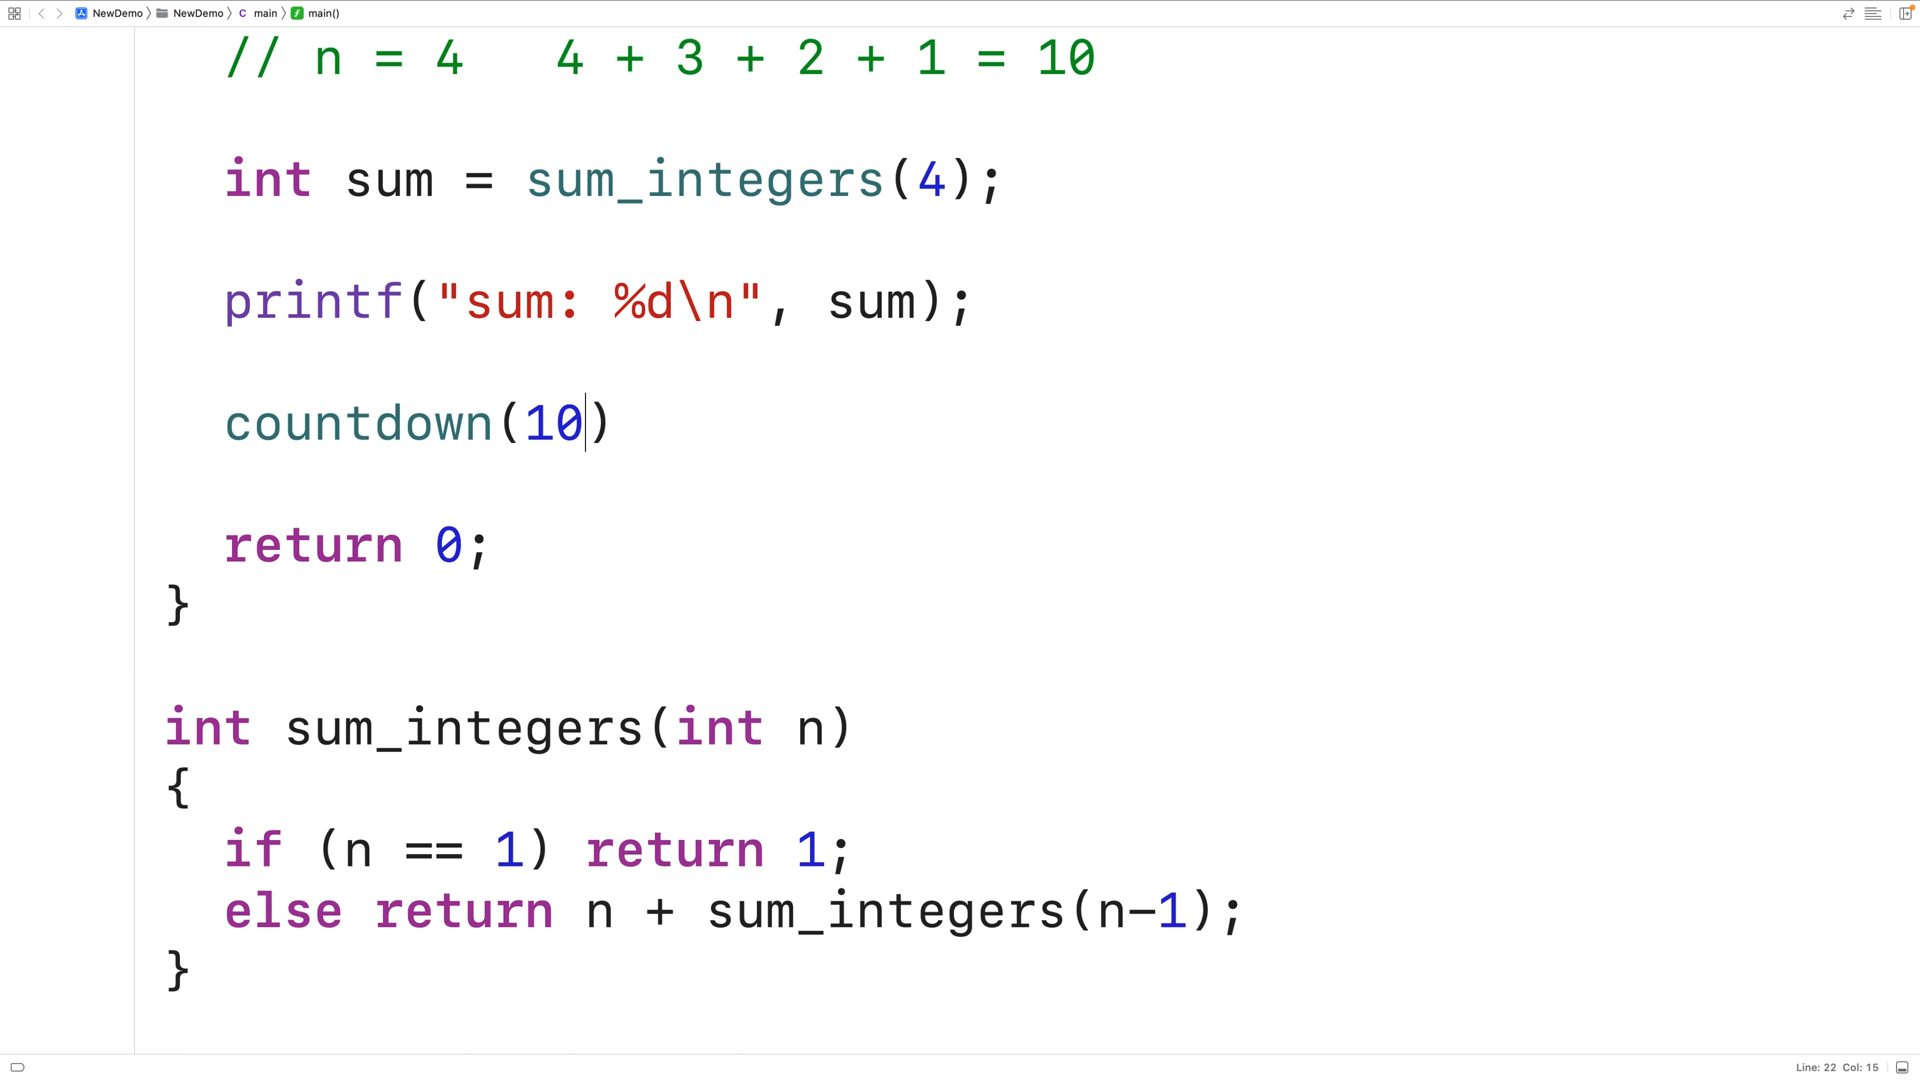 NewDemo NewDemo C main f main()
// n = 4   4 + 3 + 2 + 1 = 10
int sum = sum_integers(4);
printf("sum: %d\n", sum);
countdown(10)
return 0;
}
int sum_integers(int n)
{
if (n == 1) return 1;
else return n + sum_integers(n-1);
}
Line: 22 Col: 15